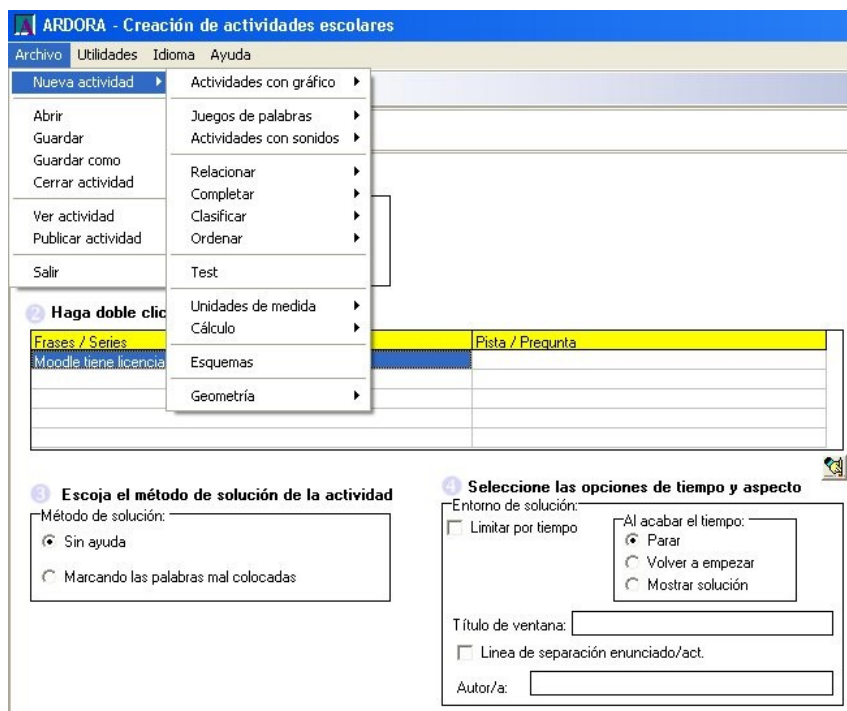 ARDORA - Creación de actividades escolares
Archivo Utilidades Idioma Ayuda
Nueva actividad
Abrir
Guardar
Guardar como
Cerrar actividad
Ver actividad
Publicar actividad
Salir
Actividades con gráfico
Juegos de palabras
Actividades con sonidos
Relacionar
Completar
Clasificar
Ordenar
Test
Unidades de medida
Cálculo
Esquemas
Geometría
2 Haga doble clic
Frases / Series Pista / Pregunta
Moodle tiene licencia
3 Escoja el método de solución de la actividad
Método de solución:
Sin ayuda
Marcando las palabras mal colocadas
4 Seleccione las opciones de tiempo y aspecto
Entorno de solución:
Limitar por tiempo
Al acabar el tiempo:
Parar
Volver a empezar
Mostrar solución
Título de ventana:
Linea de separación enunciado/act.
Autor/a: